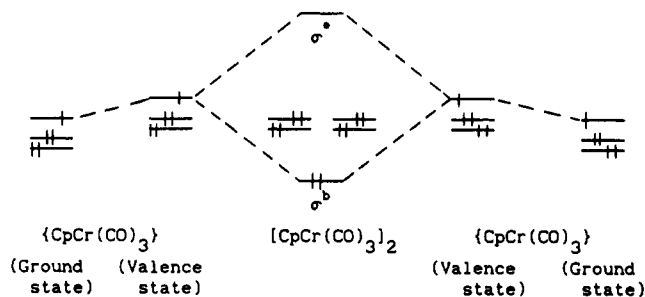 σ*
σᵇ
{CpCr(CO)₃} [CpCr(CO)₃]₂ {CpCr(CO)₃}
(Ground (Valence (Valence (Ground
state) state) state) state)